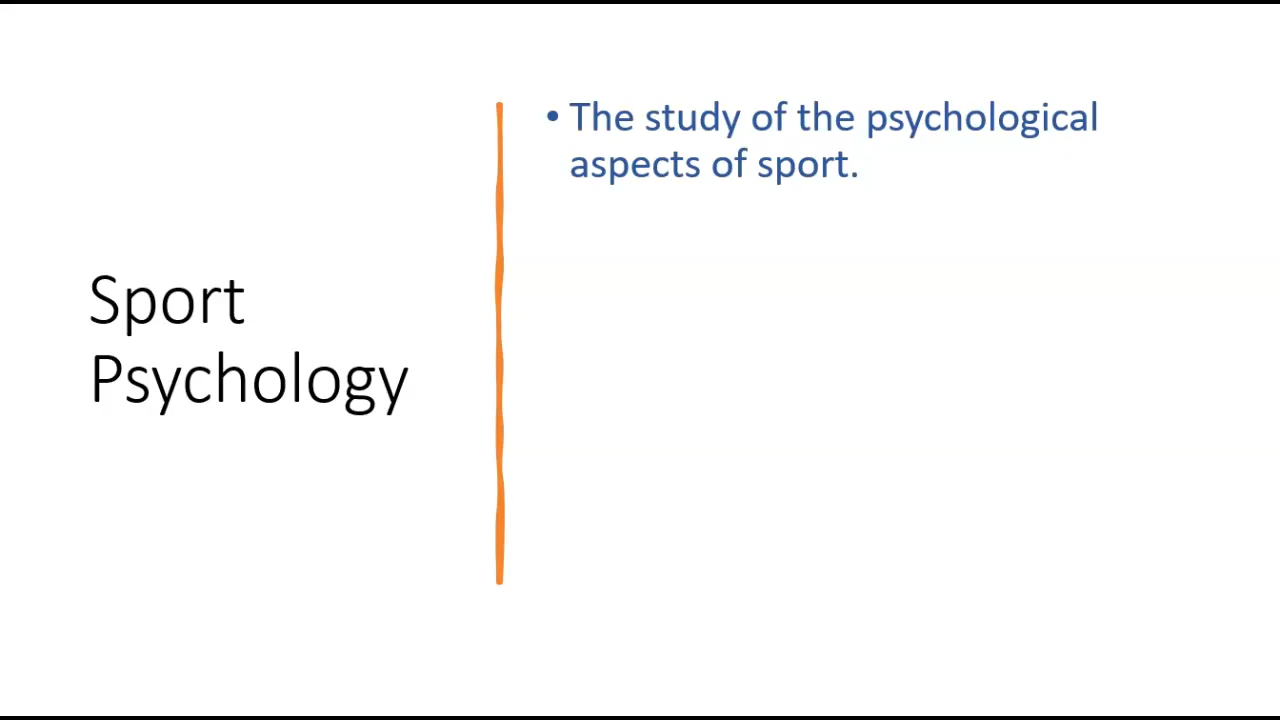 Sport
Psychology
• The study of the psychological
aspects of sport.